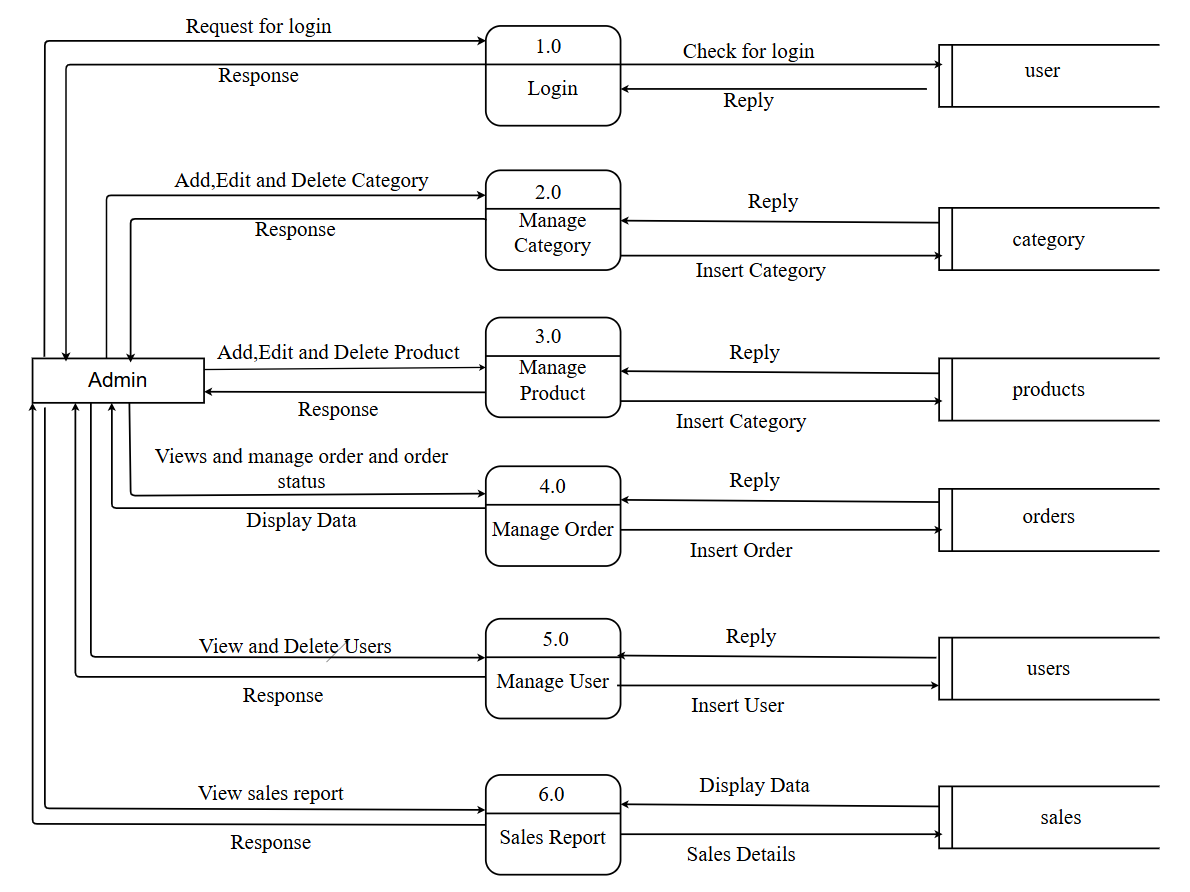 Request for login
1.0
Check for login
Response
Login
user
Reply
Add,Edit and Delete Category
2.0
Reply
Response
Manage
Category
category
Insert Category
Add,Edit and Delete Product
3.0
Reply
Admin
Manage
Product
products
Response
Insert Category
Views and manage order and order
status
4.0
Reply
Display Data
Manage Order
orders
Insert Order
View and Delete Users
5.0
Reply
Response
Manage User
users
Insert User
View sales report
6.0
Display Data
Response
Sales Report
sales
Sales Details